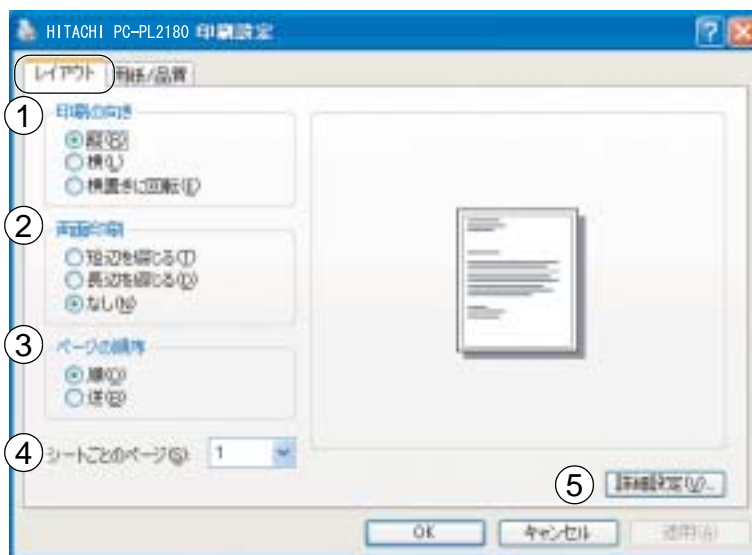 HITACHI PC-PL2180 印刷設定
レイアウト 用紙/品質
① 印刷の向き
縦(R)
横(L)
横置きに回転(E)
② 両面印刷
短辺を綴じる(T)
長辺を綴じる(D)
なし(N)
③ ページの順序
順(O)
逆(B)
④ シートごとのページ(S) 1
⑤ 詳細設定(V)...
OK キャンセル 適用(A)